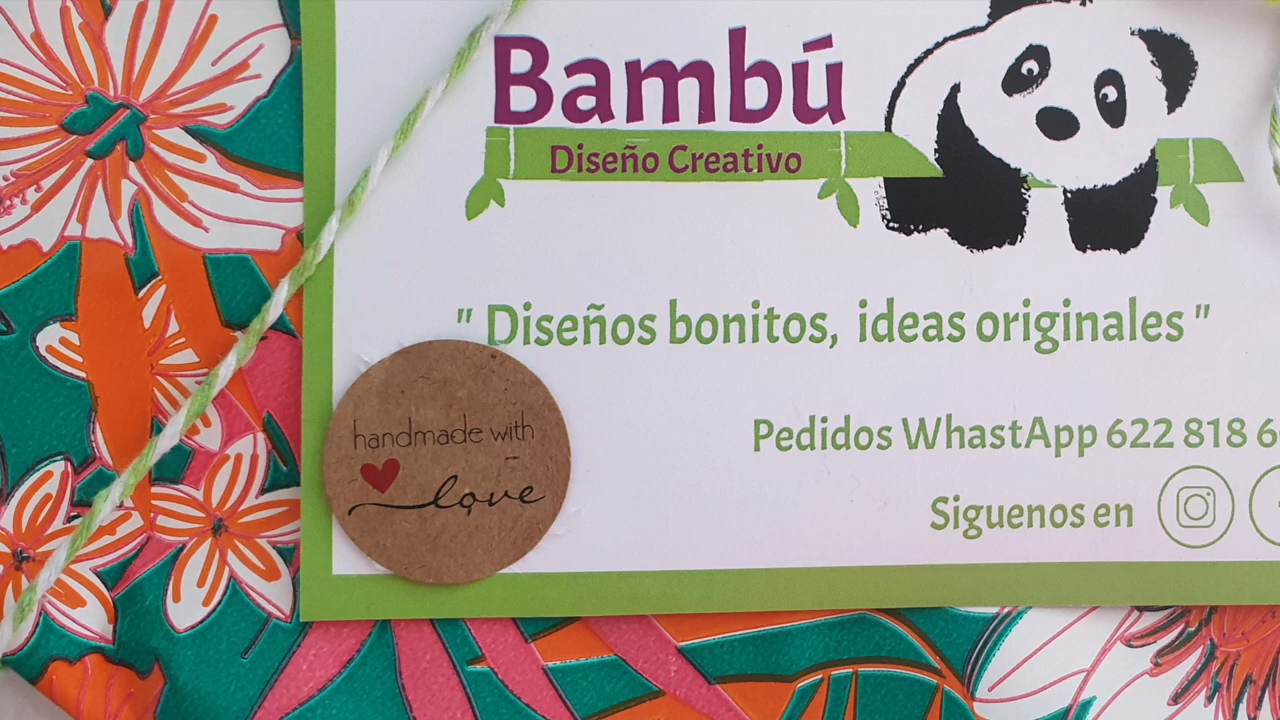 Bambú
Diseño Creativo
" Diseños bonitos, ideas originales "
handmade with
love
Pedidos WhastApp 622 818
Siguenos en